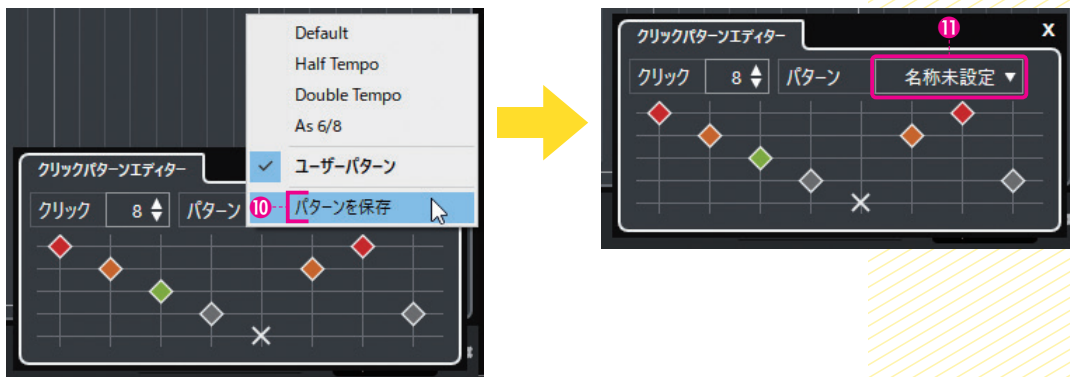 Default
Half Tempo
Double Tempo
As 6/8
ユーザーパターン
⑩ パターンを保存
クリックパターンエディター
クリック 8 パターン
⑪
クリックパターンエディター X
クリック 8 パターン 名称未設定 ▼